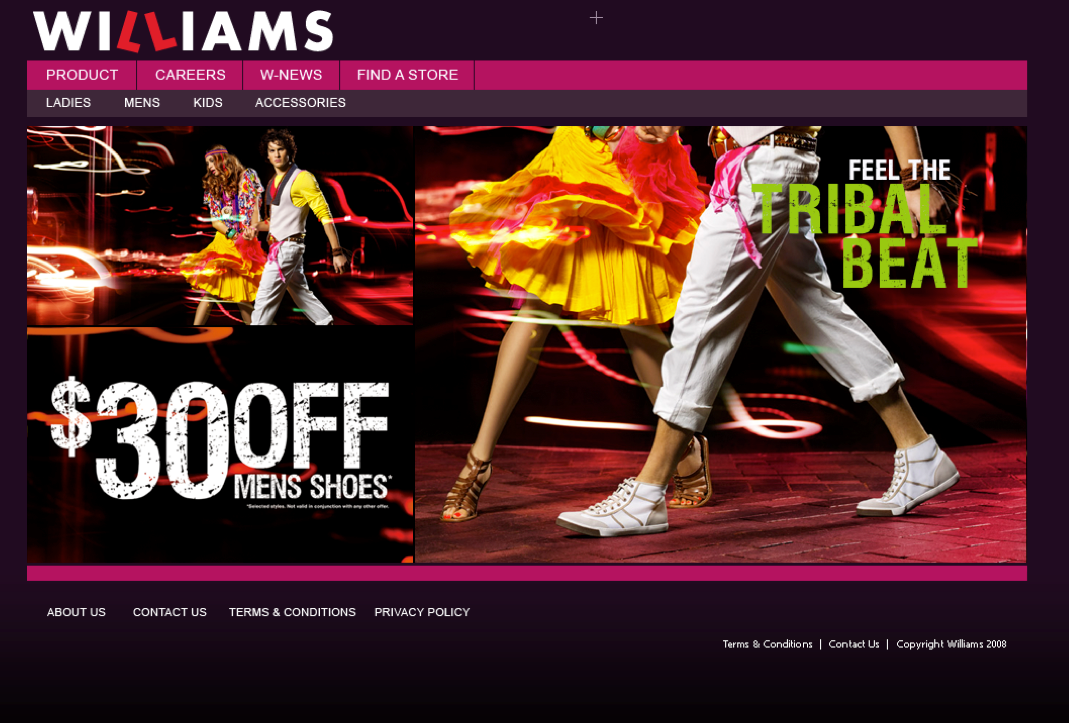 WILLIAMS
PRODUCT CAREERS W-NEWS FIND A STORE
LADIES MENS KIDS ACCESSORIES
FEEL THE
TRIBAL
BEAT
$30OFF
MENS SHOES*
*Selected styles. Not valid in conjunction with any other offer.
ABOUT US CONTACT US TERMS & CONDITIONS PRIVACY POLICY
Terms & Conditions | Contact Us | Copyright Williams 2008